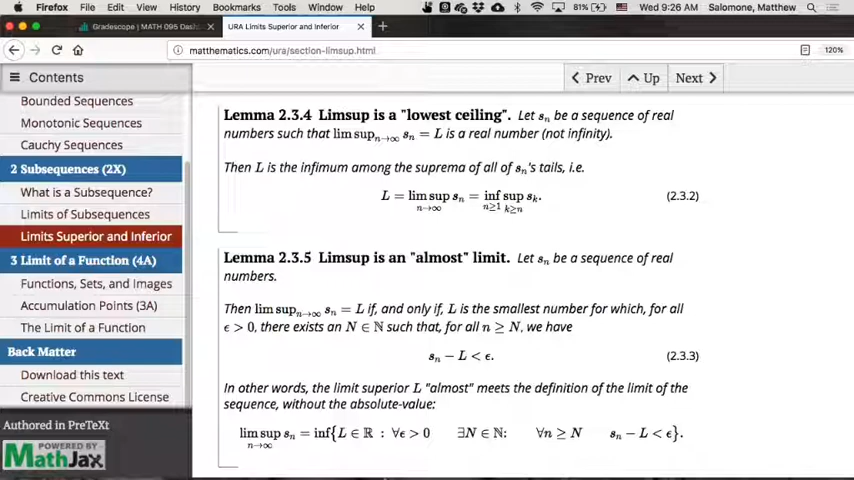 Firefox File Edit View History Bookmarks Tools Window Help 81% Wed 9:26 AM Salomone, Matthew
Gradescope | MATH 095 Das × URA Limits Superior and Inferior × +
mathematics.com/ura/section-limsup.html 120%
Contents
Prev Up Next
Bounded Sequences
Monotonic Sequences
Cauchy Sequences
2 Subsequences (2X)
What is a Subsequence?
Limits of Subsequences
Limits Superior and Inferior
3 Limit of a Function (4A)
Functions, Sets, and Images
Accumulation Points (3A)
The Limit of a Function
Back Matter
Download this text
Creative Commons License
Authored in PreTeXt
POWERED BY
MathJax
Lemma 2.3.4 Limsup is a "lowest ceiling". Let sₙ be a sequence of real
numbers such that lim supₙ→∞ sₙ = L is a real number (not infinity).
Then L is the infimum among the suprema of all of sₙ's tails, i.e.
L = lim sup n→∞ sₙ = inf n≥1 sup k≥n sₖ. (2.3.2)
Lemma 2.3.5 Limsup is an "almost" limit. Let sₙ be a sequence of real
numbers.
Then lim supₙ→∞ sₙ = L if, and only if, L is the smallest number for which, for all
ϵ > 0, there exists an N ∈ ℕ such that, for all n ≥ N, we have
sₙ − L < ϵ. (2.3.3)
In other words, the limit superior L "almost" meets the definition of the limit of the
sequence, without the absolute-value:
lim sup n→∞ sₙ = inf{L ∈ ℝ : ∀ϵ > 0 ∃N ∈ ℕ: ∀n ≥ N sₙ − L < ϵ}.